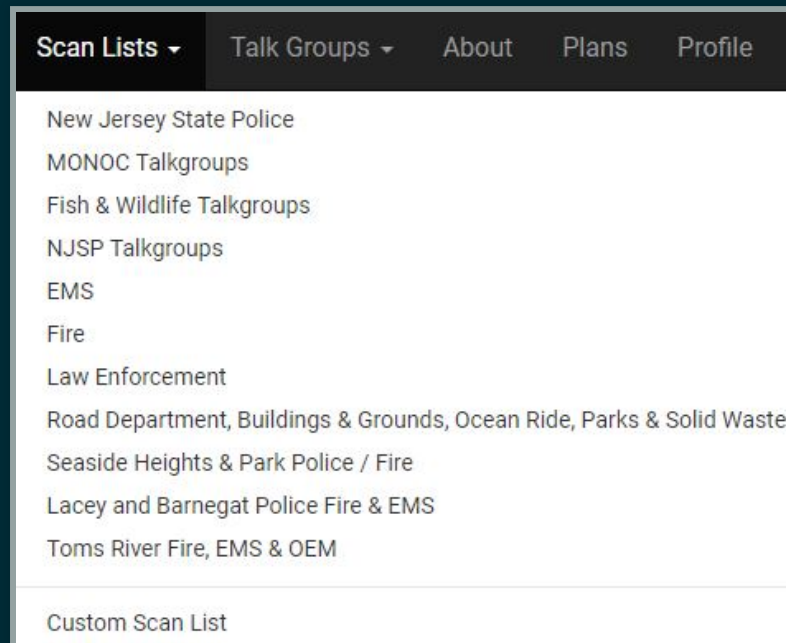 Scan Lists Talk Groups About Plans Profile
New Jersey State Police
MONOC Talkgroups
Fish & Wildlife Talkgroups
NJSP Talkgroups
EMS
Fire
Law Enforcement
Road Department, Buildings & Grounds, Ocean Ride, Parks & Solid Waste
Seaside Heights & Park Police / Fire
Lacey and Barnegat Police Fire & EMS
Toms River Fire, EMS & OEM
Custom Scan List